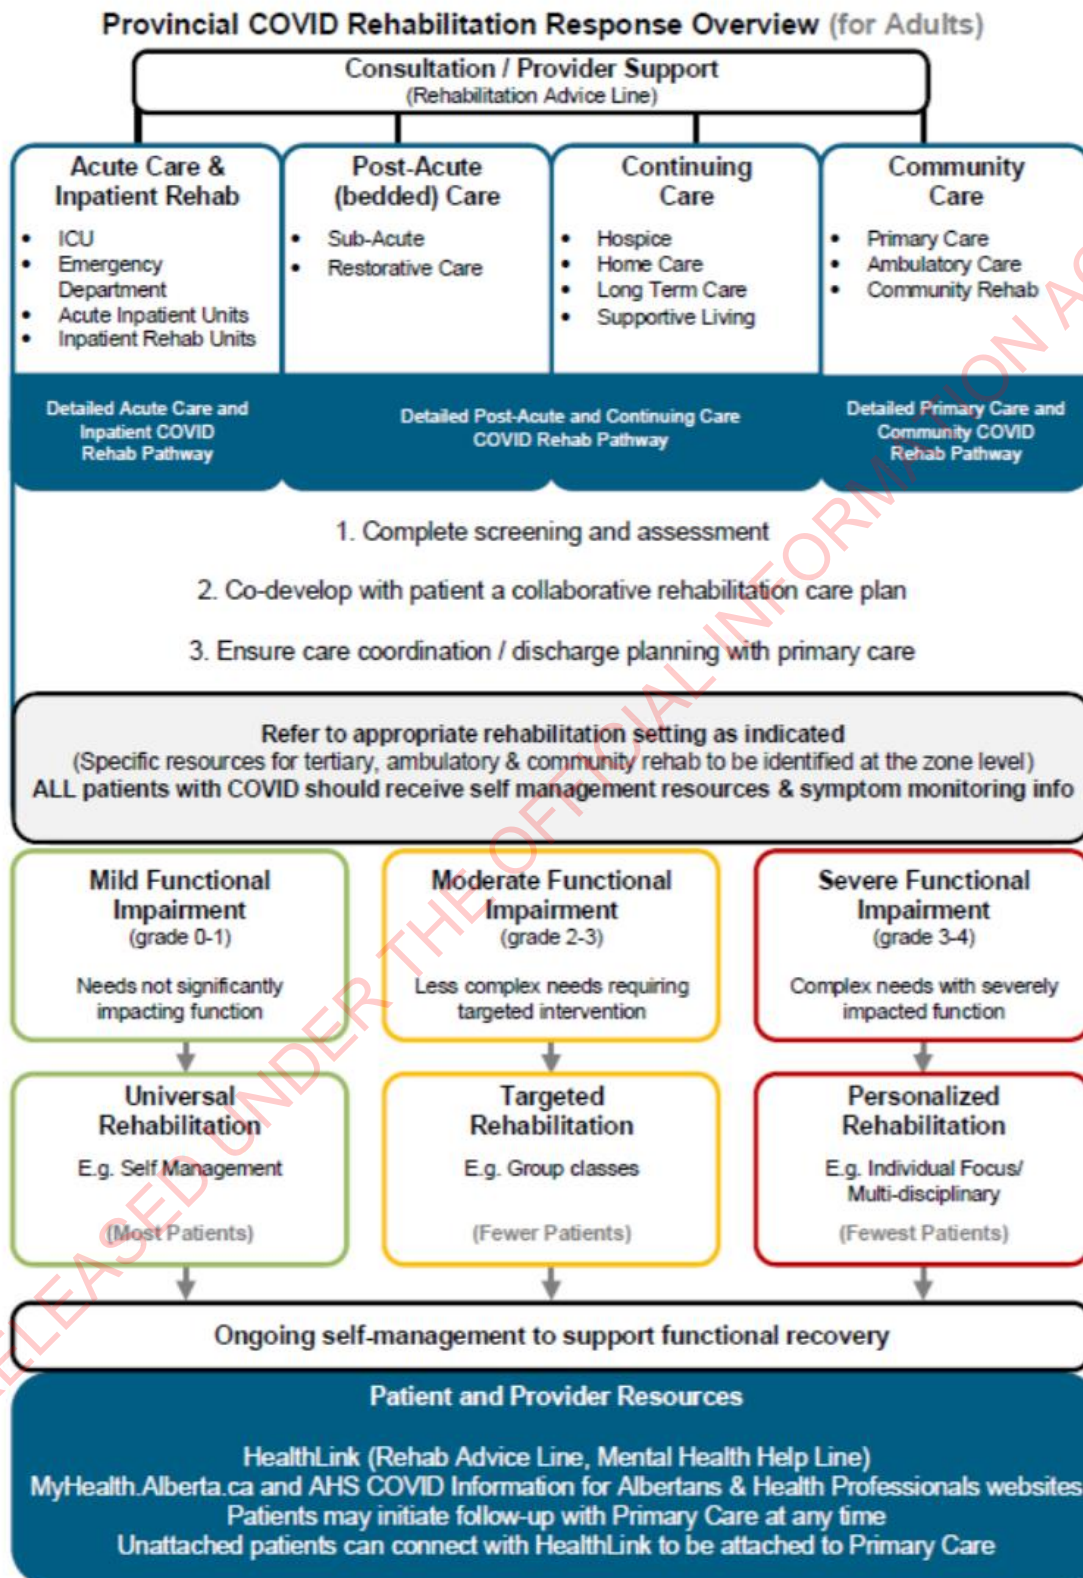 Provincial COVID Rehabilitation Response Overview (for Adults)
Consultation / Provider Support
(Rehabilitation Advice Line)
Acute Care &
Inpatient Rehab
• ICU
• Emergency
Department
• Acute Inpatient Units
• Inpatient Rehab Units
Post-Acute
(bedded) Care
• Sub-Acute
• Restorative Care
Continuing
Care
• Hospice
• Home Care
• Long Term Care
• Supportive Living
Community
Care
• Primary Care
• Ambulatory Care
• Community Rehab
Detailed Acute Care and
Inpatient COVID
Rehab Pathway
Detailed Post-Acute and Continuing Care
COVID Rehab Pathway
Detailed Primary Care and
Community COVID
Rehab Pathway
1. Complete screening and assessment
2. Co-develop with patient a collaborative rehabilitation care plan
3. Ensure care coordination / discharge planning with primary care
Refer to appropriate rehabilitation setting as indicated
(Specific resources for tertiary, ambulatory & community rehab to be identified at the zone level)
ALL patients with COVID should receive self management resources & symptom monitoring info
Mild Functional
Impairment
(grade 0-1)
Needs not significantly
impacting function
Moderate Functional
Impairment
(grade 2-3)
Less complex needs requiring
targeted intervention
Severe Functional
Impairment
(grade 3-4)
Complex needs with severely
impacted function
Universal
Rehabilitation
E.g. Self Management
(Most Patients)
Targeted
Rehabilitation
E.g. Group classes
(Fewer Patients)
Personalized
Rehabilitation
E.g. Individual Focus/
Multi-disciplinary
(Fewest Patients)
Ongoing self-management to support functional recovery
Patient and Provider Resources
HealthLink (Rehab Advice Line, Mental Health Help Line)
MyHealth.Alberta.ca and AHS COVID Information for Albertans & Health Professionals websites
Patients may initiate follow-up with Primary Care at any time
Unattached patients can connect with HealthLink to be attached to Primary Care
RELEASED UNDER THE OFFICIAL INFORMATION